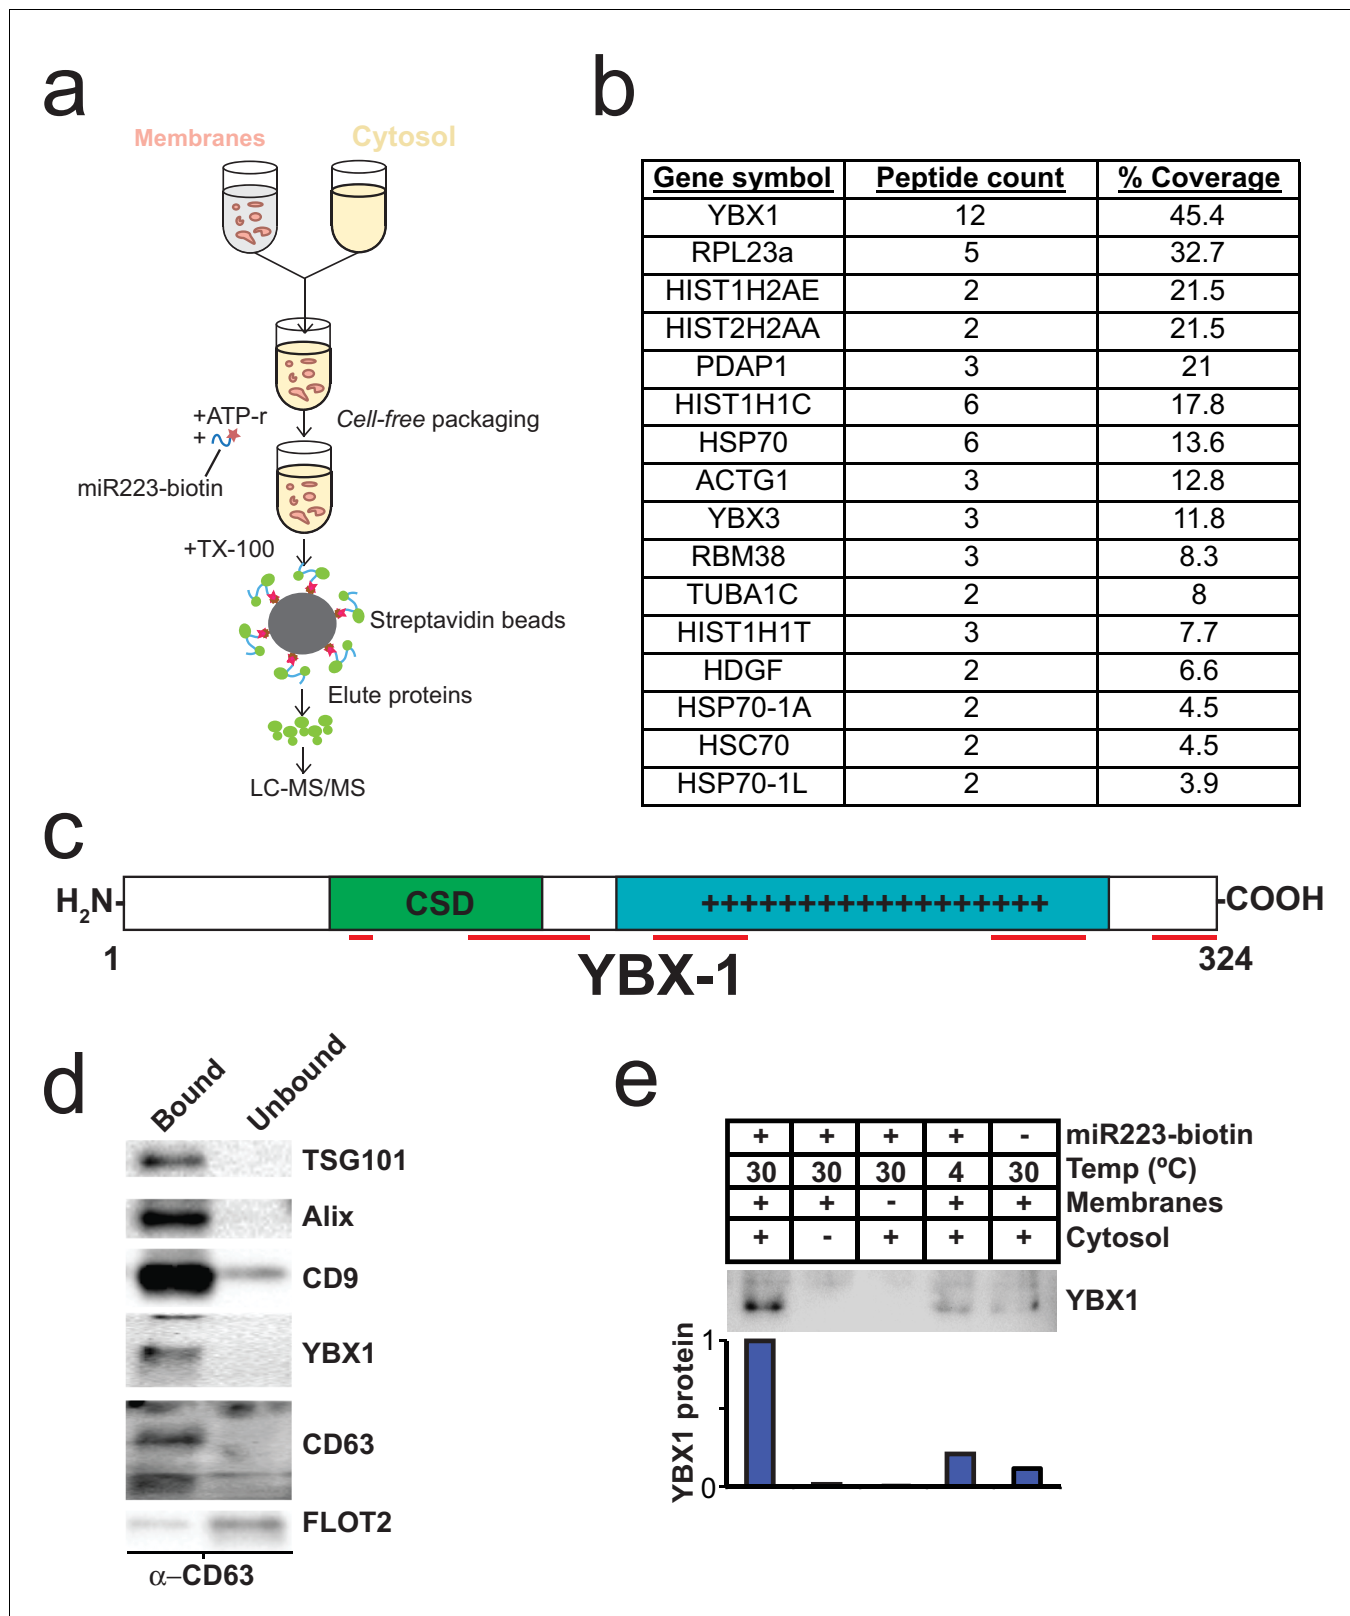 a
Membranes Cytosol
+ATP-r
+
Cell-free packaging
miR223-biotin
+TX-100
Streptavidin beads
Elute proteins
LC-MS/MS
b
Gene symbol Peptide count % Coverage
YBX1 12 45.4
RPL23a 5 32.7
HIST1H2AE 2 21.5
HIST2H2AA 2 21.5
PDAP1 3 21
HIST1H1C 6 17.8
HSP70 6 13.6
ACTG1 3 12.8
YBX3 3 11.8
RBM38 3 8.3
TUBA1C 2 8
HIST1H1T 3 7.7
HDGF 2 6.6
HSP70-1A 2 4.5
HSC70 2 4.5
HSP70-1L 2 3.9
c
H₂N- CSD ++++++++++++++++++ -COOH
1 YBX-1 324
d
Bound Unbound
TSG101
Alix
CD9
YBX1
CD63
FLOT2
α–CD63
e
+ + + + - miR223-biotin
30 30 30 4 30 Temp (ºC)
+ + - + + Membranes
+ - + + + Cytosol
YBX1
YBX1 protein
1
0